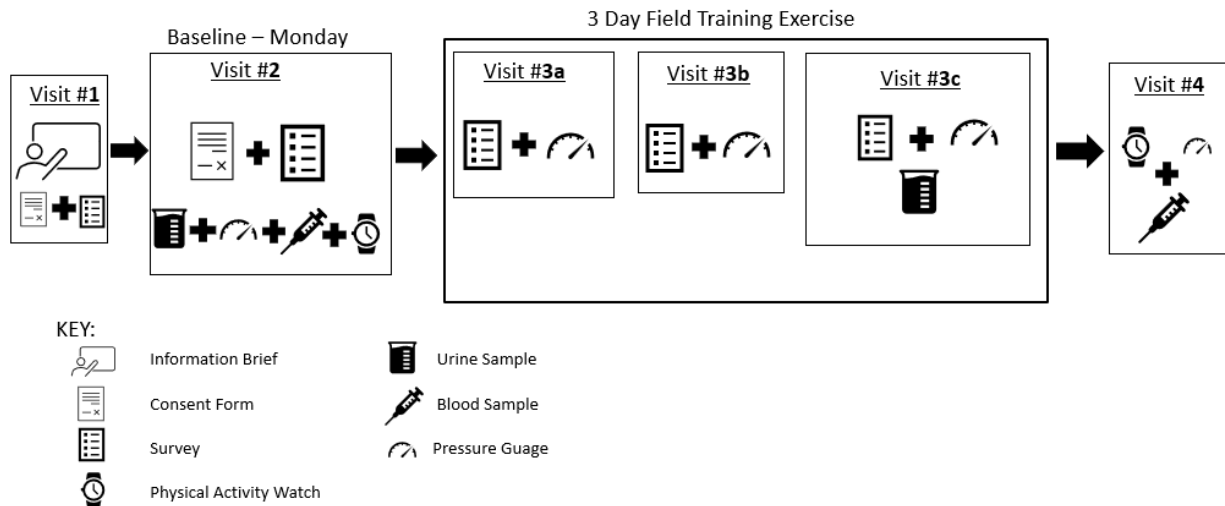 3 Day Field Training Exercise
Baseline – Monday
Visit #1
Visit #2
Visit #3a
Visit #3b
Visit #3c
Visit #4
KEY:
Information Brief
Consent Form
Survey
Physical Activity Watch
Urine Sample
Blood Sample
Pressure Guage